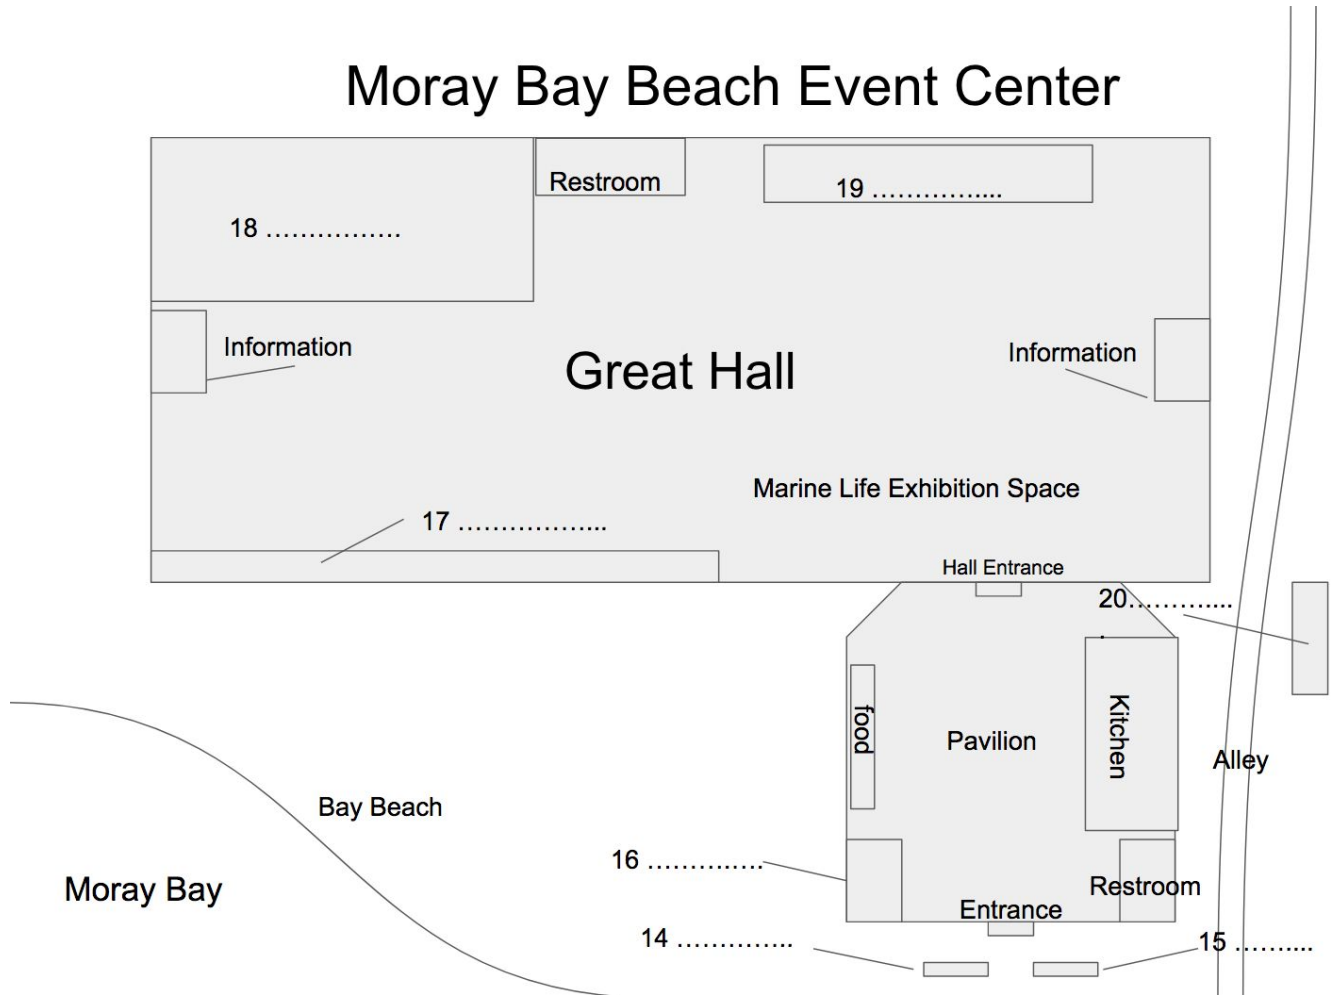 Moray Bay Beach Event Center
Restroom
19 ................
18 ................
Information
Great Hall
Information
Marine Life Exhibition Space
17 ..................
Hall Entrance
20..............
food
Pavilion
Kitchen
Alley
Bay Beach
16 ..............
Moray Bay
Restroom
Entrance
14 ..............
15 ..........